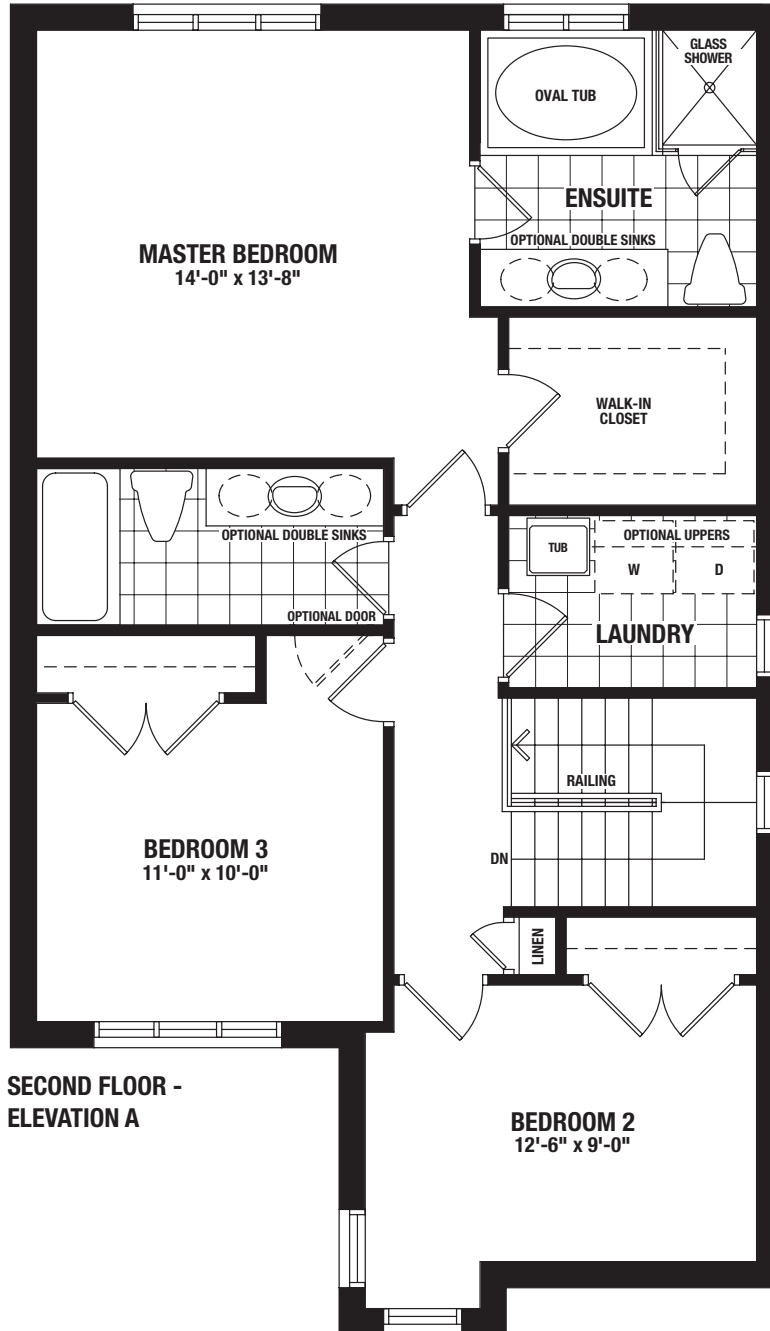 GLASS
SHOWER
OVAL TUB
ENSUITE
OPTIONAL DOUBLE SINKS
MASTER BEDROOM
14'-0" x 13'-8"
WALK-IN
CLOSET
OPTIONAL DOUBLE SINKS
OPTIONAL DOOR
TUB
OPTIONAL UPPERS
W
D
LAUNDRY
RAILING
DN
BEDROOM 3
11'-0" x 10'-0"
LINEN
SECOND FLOOR -
ELEVATION A
BEDROOM 2
12'-6" x 9'-0"